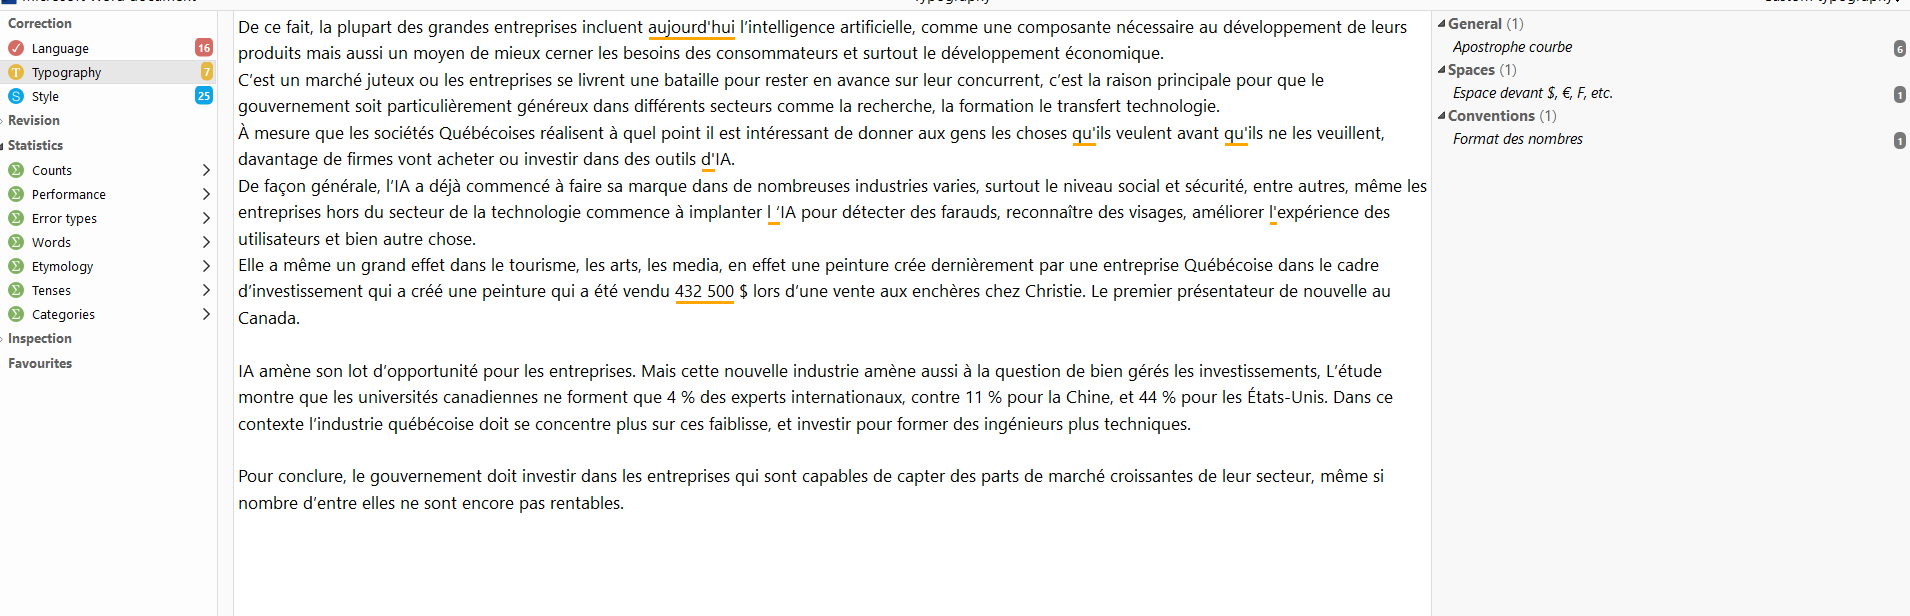 Correction
Language 16
Typography 7
Style 25
Revision
Statistics
Counts
Performance
Error types
Words
Etymology
Tenses
Categories
Inspection
Favourites
De ce fait, la plupart des grandes entreprises incluent aujourd'hui l’intelligence artificielle, comme une composante nécessaire au développement de leurs
produits mais aussi un moyen de mieux cerner les besoins des consommateurs et surtout le développement économique.
C’est un marché juteux ou les entreprises se livrent une bataille pour rester en avance sur leur concurrent, c’est la raison principale pour que le
gouvernement soit particulièrement généreux dans différents secteurs comme la recherche, la formation le transfert technologie.
À mesure que les sociétés Québécoises réalisent à quel point il est intéressant de donner aux gens les choses qu'ils veulent avant qu'ils ne les veuillent,
davantage de firmes vont acheter ou investir dans des outils d'IA.
De façon générale, l’IA a déjà commencé à faire sa marque dans de nombreuses industries varies, surtout le niveau social et sécurité, entre autres, même les
entreprises hors du secteur de la technologie commence à implanter l ‘IA pour détecter des farauds, reconnaître des visages, améliorer l'expérience des
utilisateurs et bien autre chose.
Elle a même un grand effet dans le tourisme, les arts, les media, en effet une peinture crée dernièrement par une entreprise Québécoise dans le cadre
d’investissement qui a créé une peinture qui a été vendu 432 500 $ lors d’une vente aux enchères chez Christie. Le premier présentateur de nouvelle au
Canada.
IA amène son lot d’opportunité pour les entreprises. Mais cette nouvelle industrie amène aussi à la question de bien gérés les investissements, L’étude
montre que les universités canadiennes ne forment que 4 % des experts internationaux, contre 11 % pour la Chine, et 44 % pour les États-Unis. Dans ce
contexte l’industrie québécoise doit se concentre plus sur ces faiblisse, et investir pour former des ingénieurs plus techniques.
Pour conclure, le gouvernement doit investir dans les entreprises qui sont capables de capter des parts de marché croissantes de leur secteur, même si
nombre d’entre elles ne sont encore pas rentables.
General (1)
Apostrophe courbe 6
Spaces (1)
Espace devant $, €, F, etc. 1
Conventions (1)
Format des nombres 1